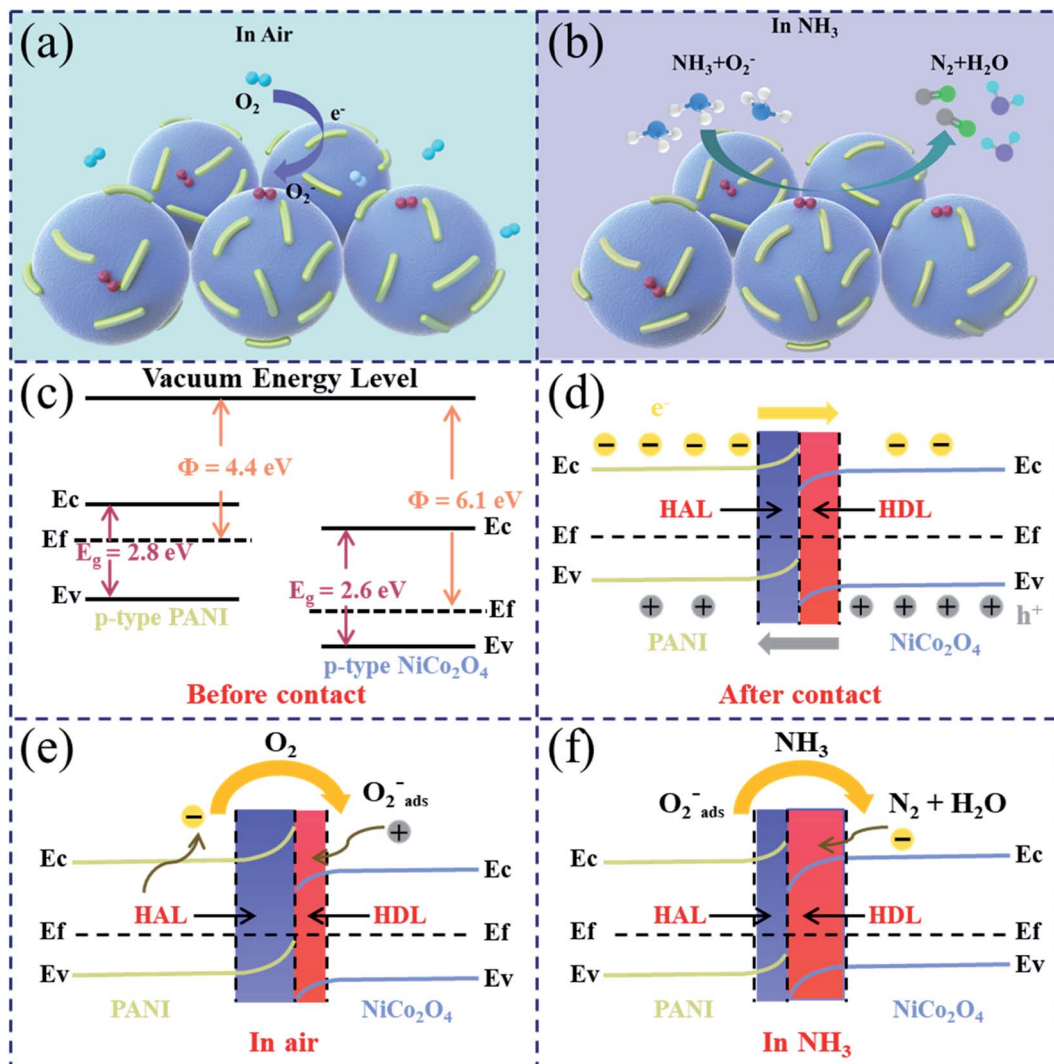 (a)
In Air
O₂
e⁻
O₂⁻
(b)
In NH₃
NH₃+O₂⁻
N₂+H₂O
(c)
Vacuum Energy Level
Φ = 4.4 eV
Φ = 6.1 eV
Ec
Ef
E_g = 2.8 eV
Ev
p-type PANI
Ec
E_g = 2.6 eV
Ef
Ev
p-type NiCo₂O₄
Before contact
(d)
e⁻
− − − − − −
Ec Ec
HAL HDL
Ef Ef
Ev Ev
+ + + + + + h⁺
PANI NiCo₂O₄
After contact
(e)
O₂
− O₂⁻ads
+
Ec Ec
HAL HDL
Ef Ef
Ev Ev
PANI NiCo₂O₄
In air
(f)
NH₃
O₂⁻ads N₂ + H₂O
−
Ec Ec
HAL HDL
Ef Ef
Ev Ev
PANI NiCo₂O₄
In NH₃